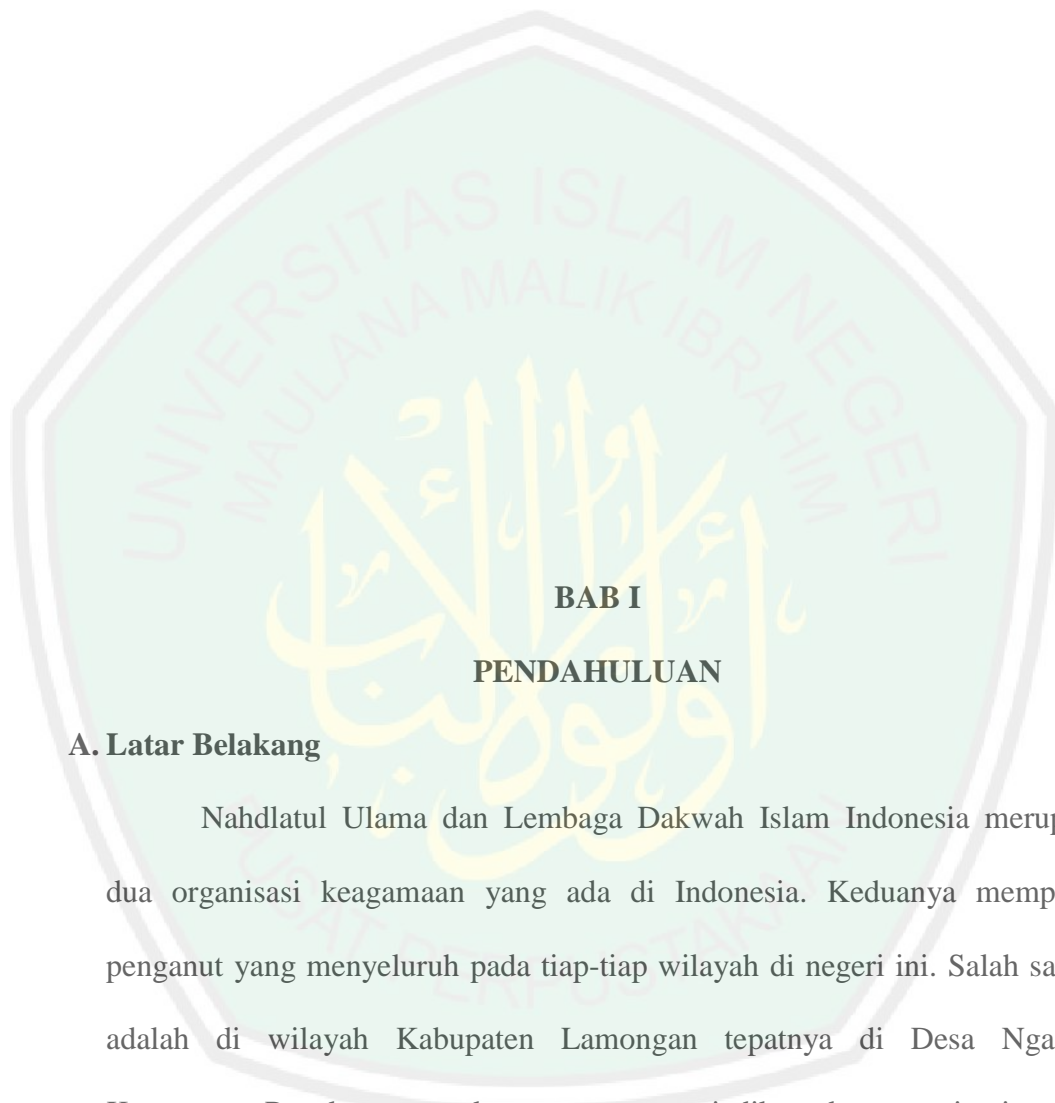 UNIVERSITAS ISLAM NEGERI
MAULANA MALIK IBRAHIM
BAB I
PENDAHULUAN
A. Latar Belakang
Nahdlatul Ulama dan Lembaga Dakwah Islam Indonesia
dua organisasi keagamaan yang ada di Indonesia. Keduanya
penganut yang menyeluruh pada tiap-tiap wilayah di negeri ini. Salah
adalah di wilayah Kabupaten Lamongan tepatnya di Desa
PUSAT PERPUSTAKAAN